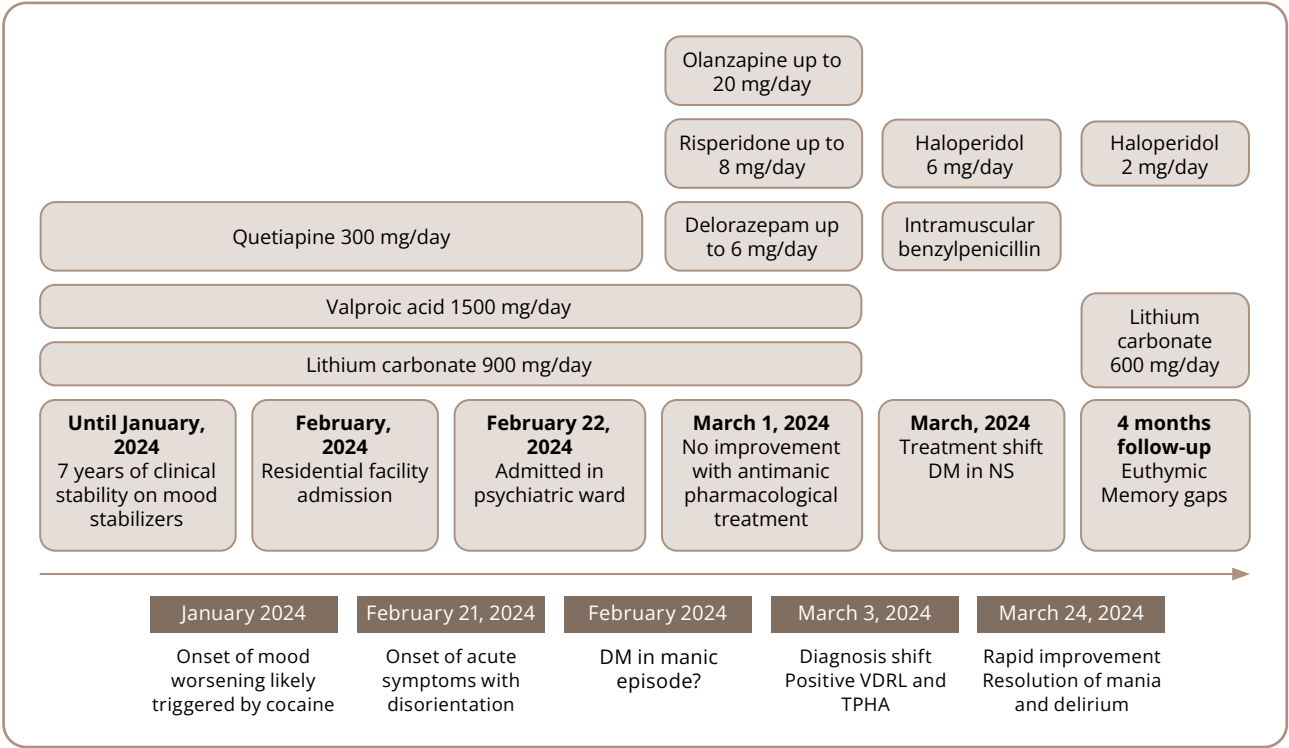 Olanzapine up to
20 mg/day
Risperidone up to
8 mg/day
Haloperidol
6 mg/day
Haloperidol
2 mg/day
Quetiapine 300 mg/day
Delorazepam up
to 6 mg/day
Intramuscular
benzylpenicillin
Valproic acid 1500 mg/day
Lithium
carbonate
600 mg/day
Lithium carbonate 900 mg/day
Until January,
2024
7 years of clinical
stability on mood
stabilizers
February,
2024
Residential facility
admission
February 22,
2024
Admitted in
psychiatric ward
March 1, 2024
No improvement
with antimanic
pharmacological
treatment
March, 2024
Treatment shift
DM in NS
4 months
follow-up
Euthymic
Memory gaps
January 2024
Onset of mood
worsening likely
triggered by cocaine
February 21, 2024
Onset of acute
symptoms with
disorientation
February 2024
DM in manic
episode?
March 3, 2024
Diagnosis shift
Positive VDRL and
TPHA
March 24, 2024
Rapid improvement
Resolution of mania
and delirium